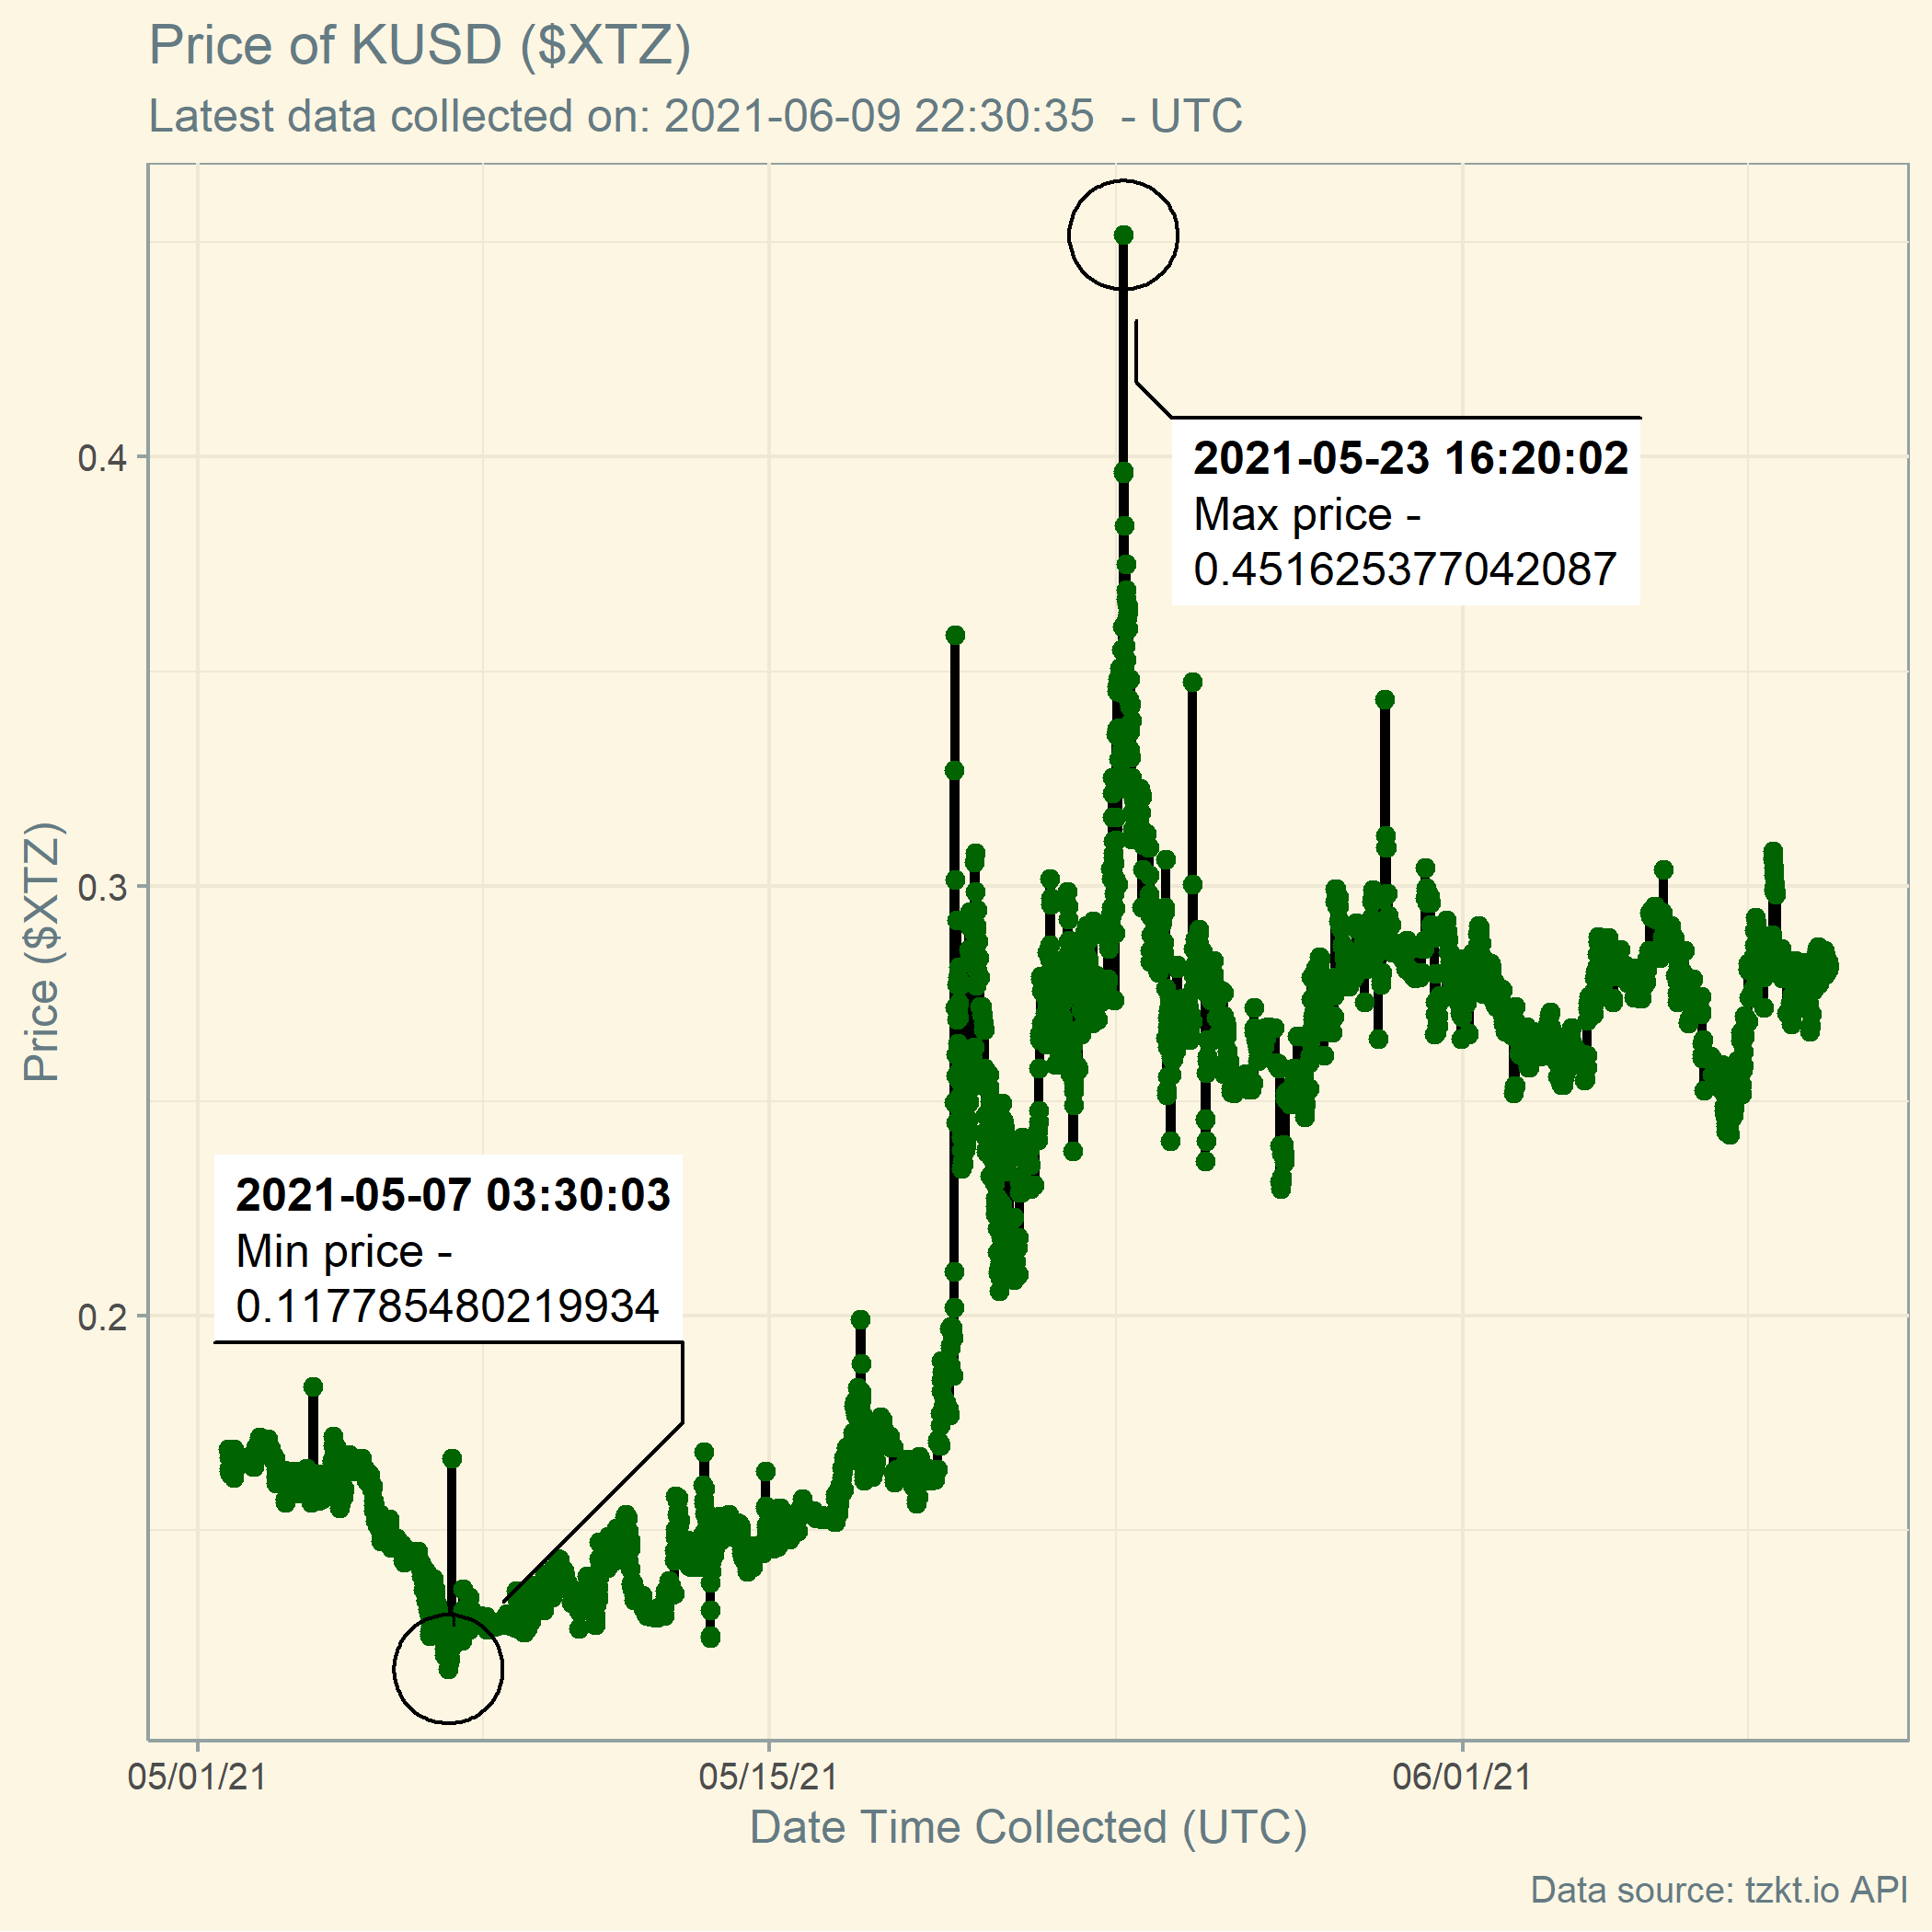 Price of KUSD ($XTZ)
Latest data collected on: 2021-06-09 22:30:35  - UTC
Price ($XTZ)
0.4
0.3
0.2
2021-05-23 16:20:02
Max price -
0.451625377042087
2021-05-07 03:30:03
Min price -
0.117785480219934
05/01/21
05/15/21
06/01/21
Date Time Collected (UTC)
Data source: tzkt.io API